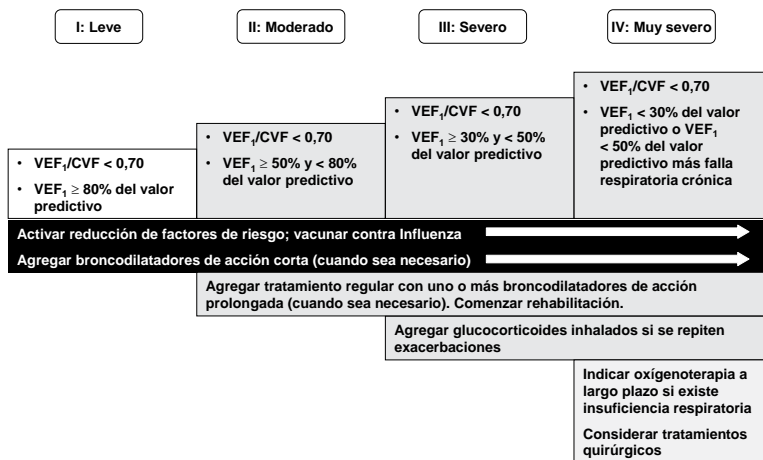 I: Leve
II: Moderado
III: Severo
IV: Muy severo
• VEF₁/CVF < 0,70
• VEF₁ ≥ 80% del valor
predictivo
• VEF₁/CVF < 0,70
• VEF₁ ≥ 50% y < 80%
del valor predictivo
• VEF₁/CVF < 0,70
• VEF₁ ≥ 30% y < 50%
del valor predictivo
• VEF₁/CVF < 0,70
• VEF₁ < 30% del valor
predictivo o VEF₁
< 50% del valor
predictivo más falla
respiratoria crónica
Activar reducción de factores de riesgo; vacunar contra Influenza
Agregar broncodilatadores de acción corta (cuando sea necesario)
Agregar tratamiento regular con uno o más broncodilatadores de acción
prolongada (cuando sea necesario). Comenzar rehabilitación.
Agregar glucocorticoides inhalados si se repiten
exacerbaciones
Indicar oxígenoterapia a
largo plazo si existe
insuficiencia respiratoria
Considerar tratamientos
quirúrgicos